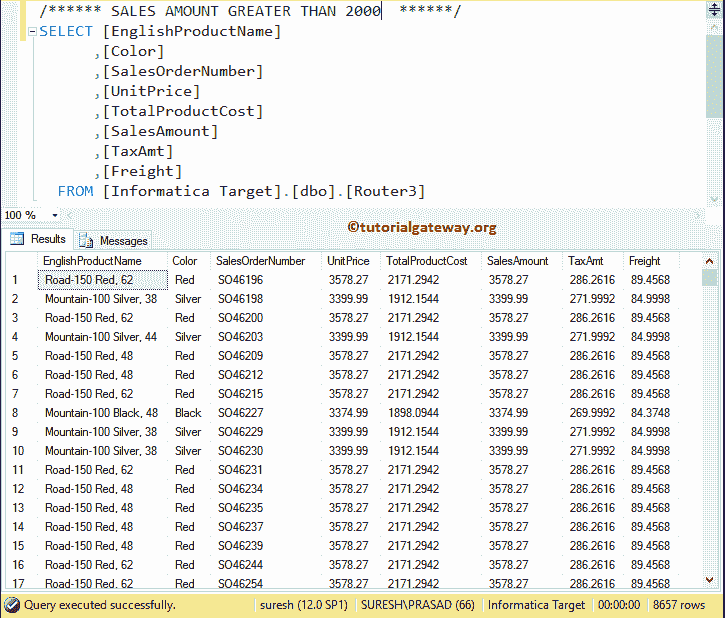 /****** SALES AMOUNT GREATER THAN 2000  ******/
SELECT [EnglishProductName]
,[Color]
,[SalesOrderNumber]
,[UnitPrice]
,[TotalProductCost]
,[SalesAmount]
,[TaxAmt]
,[Freight]
FROM [Informatica Target].[dbo].[Router3]
100 %
©tutorialgateway.org
Results Messages
EnglishProductName Color SalesOrderNumber UnitPrice TotalProductCost SalesAmount TaxAmt Freight
1 Road-150 Red, 62 Red SO46196 3578.27 2171.2942 3578.27 286.2616 89.4568
2 Mountain-100 Silver, 38 Silver SO46198 3399.99 1912.1544 3399.99 271.9992 84.9998
3 Road-150 Red, 62 Red SO46200 3578.27 2171.2942 3578.27 286.2616 89.4568
4 Mountain-100 Silver, 44 Silver SO46203 3399.99 1912.1544 3399.99 271.9992 84.9998
5 Road-150 Red, 48 Red SO46209 3578.27 2171.2942 3578.27 286.2616 89.4568
6 Road-150 Red, 48 Red SO46212 3578.27 2171.2942 3578.27 286.2616 89.4568
7 Road-150 Red, 62 Red SO46215 3578.27 2171.2942 3578.27 286.2616 89.4568
8 Mountain-100 Black, 48 Black SO46227 3374.99 1898.0944 3374.99 269.9992 84.3748
9 Mountain-100 Silver, 38 Silver SO46229 3399.99 1912.1544 3399.99 271.9992 84.9998
10 Mountain-100 Silver, 38 Silver SO46230 3399.99 1912.1544 3399.99 271.9992 84.9998
11 Road-150 Red, 62 Red SO46231 3578.27 2171.2942 3578.27 286.2616 89.4568
12 Road-150 Red, 48 Red SO46234 3578.27 2171.2942 3578.27 286.2616 89.4568
13 Road-150 Red, 48 Red SO46235 3578.27 2171.2942 3578.27 286.2616 89.4568
14 Road-150 Red, 48 Red SO46237 3578.27 2171.2942 3578.27 286.2616 89.4568
15 Road-150 Red, 48 Red SO46239 3578.27 2171.2942 3578.27 286.2616 89.4568
16 Road-150 Red, 62 Red SO46244 3578.27 2171.2942 3578.27 286.2616 89.4568
17 Road-150 Red, 62 Red SO46254 3578.27 2171.2942 3578.27 286.2616 89.4568
Query executed successfully. suresh (12.0 SP1) SURESH\PRASAD (66) Informatica Target 00:00:00 8657 rows